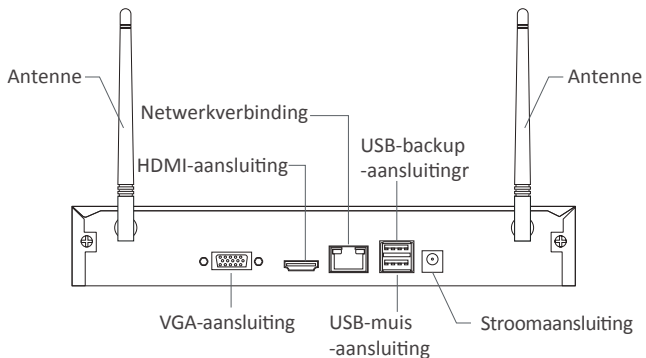 Antenne
Antenne
Netwerkverbinding
USB-backup
-aansluitingr
HDMI-aansluiting
VGA-aansluiting
USB-muis
-aansluiting
Stroomaansluiting